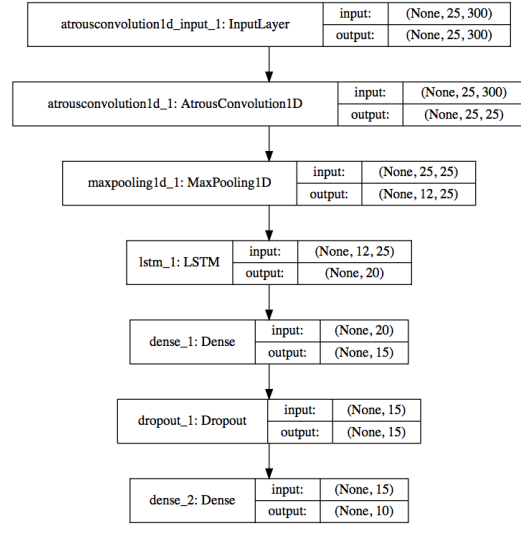 atrousconvolution1d_input_1: InputLayer
input: (None, 25, 300)
output: (None, 25, 300)
atrousconvolution1d_1: AtrousConvolution1D
input: (None, 25, 300)
output: (None, 25, 25)
maxpooling1d_1: MaxPooling1D
input: (None, 25, 25)
output: (None, 12, 25)
lstm_1: LSTM
input: (None, 12, 25)
output: (None, 20)
dense_1: Dense
input: (None, 20)
output: (None, 15)
dropout_1: Dropout
input: (None, 15)
output: (None, 15)
dense_2: Dense
input: (None, 15)
output: (None, 10)